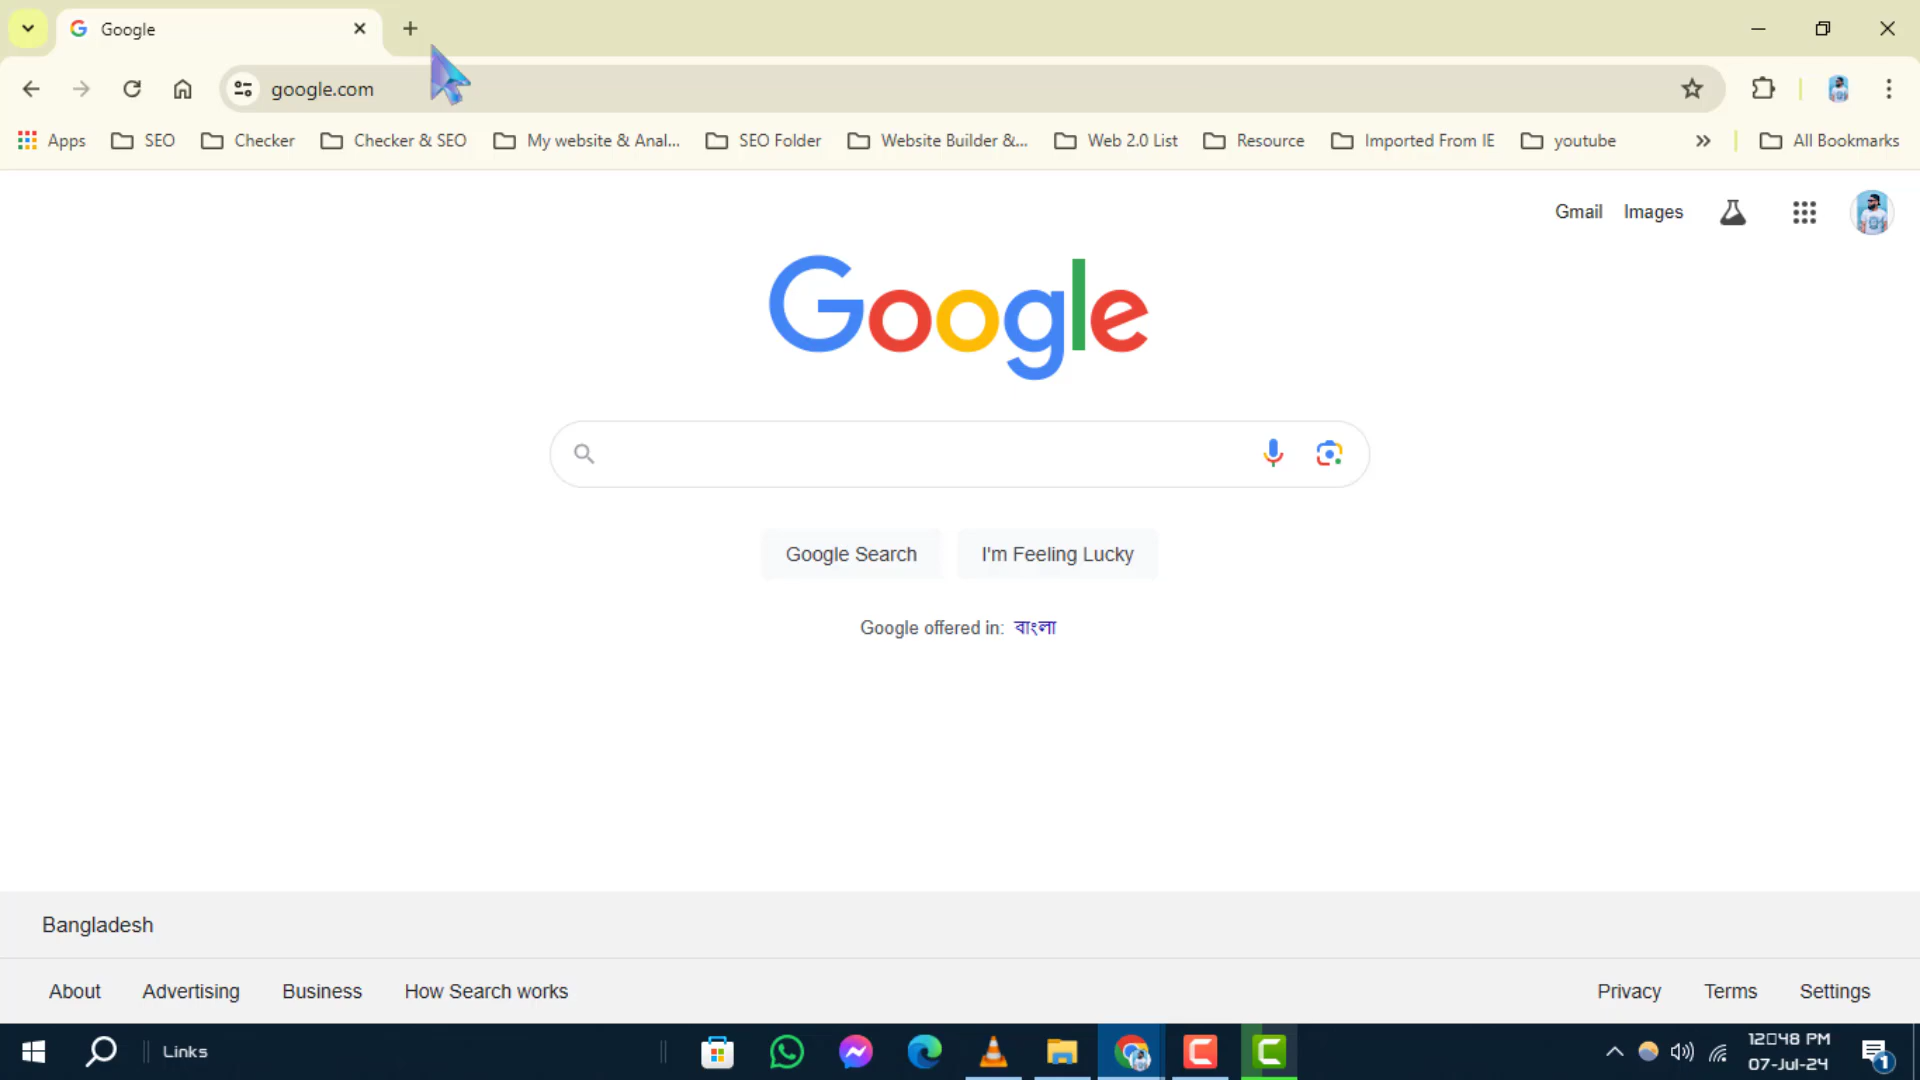 Google
google.com
Apps SEO Checker Checker & SEO My website & Anal... SEO Folder Website Builder &... Web 2.0 List Resource Imported From IE youtube » All Bookmarks
Gmail Images
Google
Google Search I'm Feeling Lucky
Google offered in: বাংলা
Bangladesh
About Advertising Business How Search works Privacy Terms Settings
Links
12▯48 PM
07-Jul-24
1